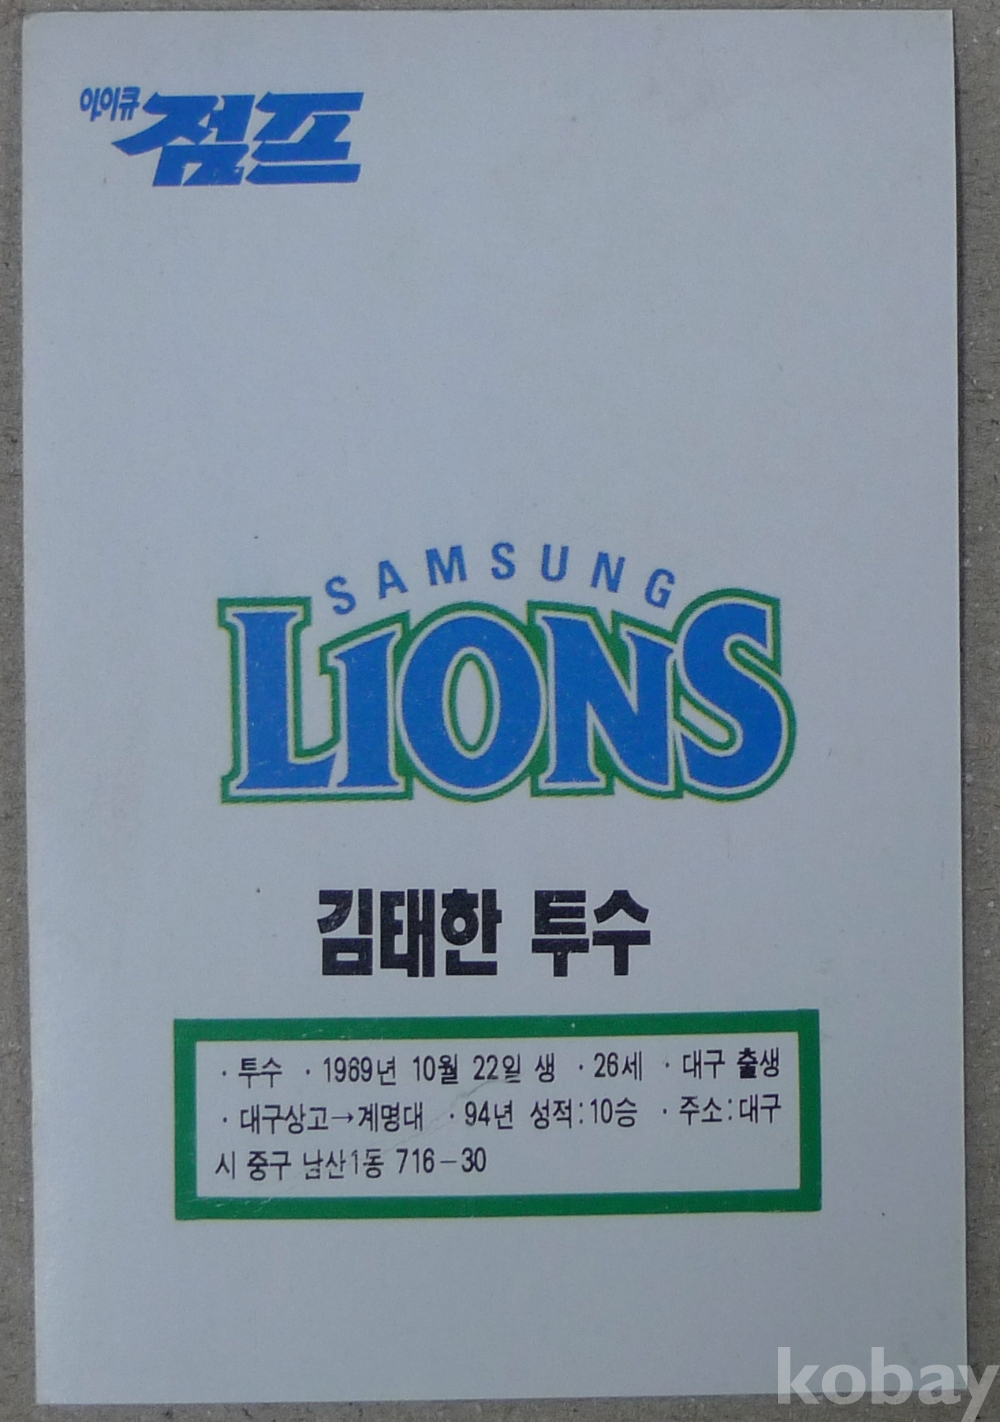 아이큐 점프
SAMSUNG
LIONS
김태한 투수
· 투수 · 1969년 10월 22일 생 · 26세 · 대구 출생
· 대구상고→계명대 · 94년 성적:10승 · 주소:대구
시 중구 남산1동 716-30
kobay